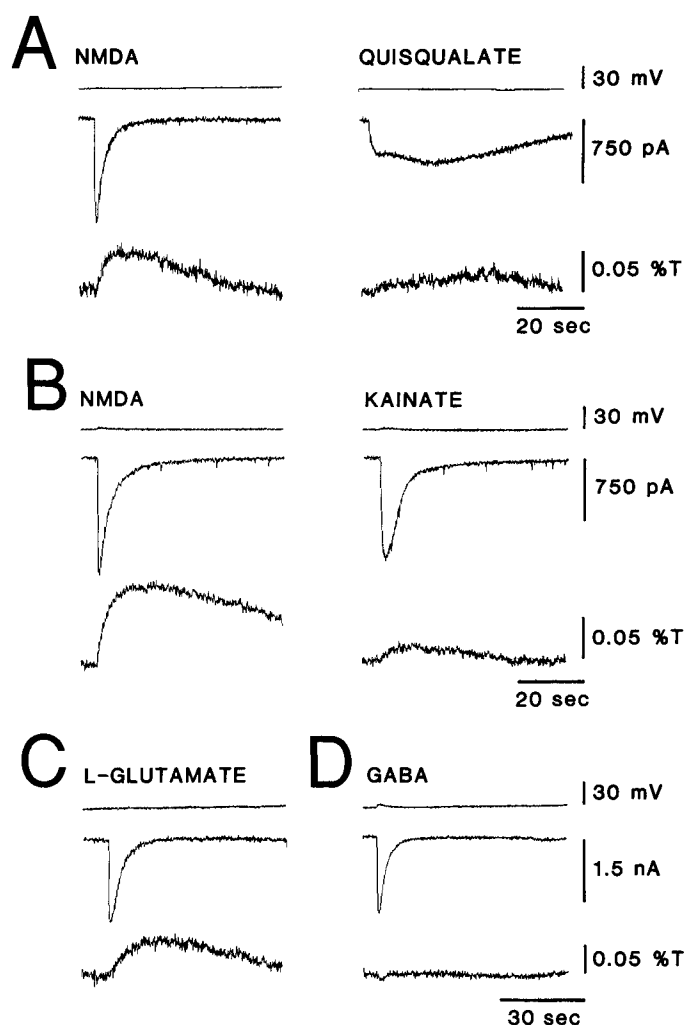 A
NMDA
QUISQUALATE
30 mV
750 pA
0.05 %T
20 sec
B
NMDA
KAINATE
30 mV
750 pA
0.05 %T
20 sec
C
L-GLUTAMATE
D
GABA
30 mV
1.5 nA
0.05 %T
30 sec